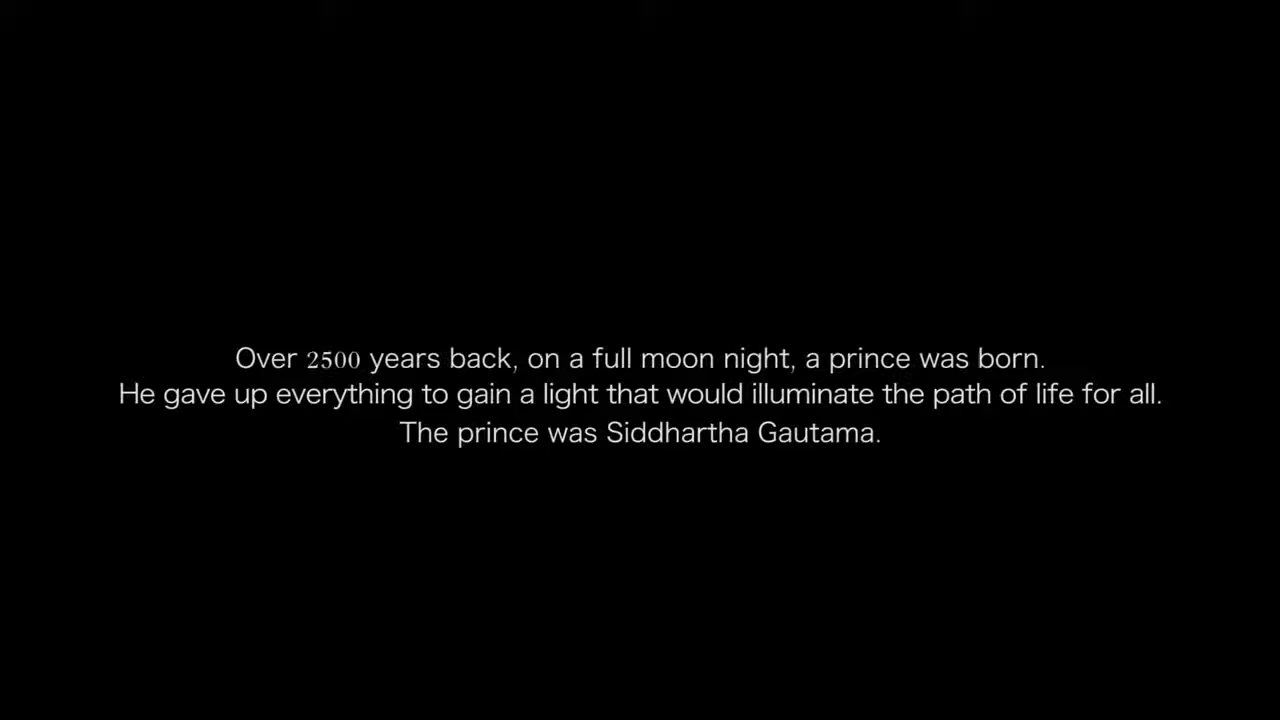 Over 2500 years back, on a full moon night, a prince was born.
He gave up everything to gain a light that would illuminate the path of life for all.
The prince was Siddhartha Gautama.